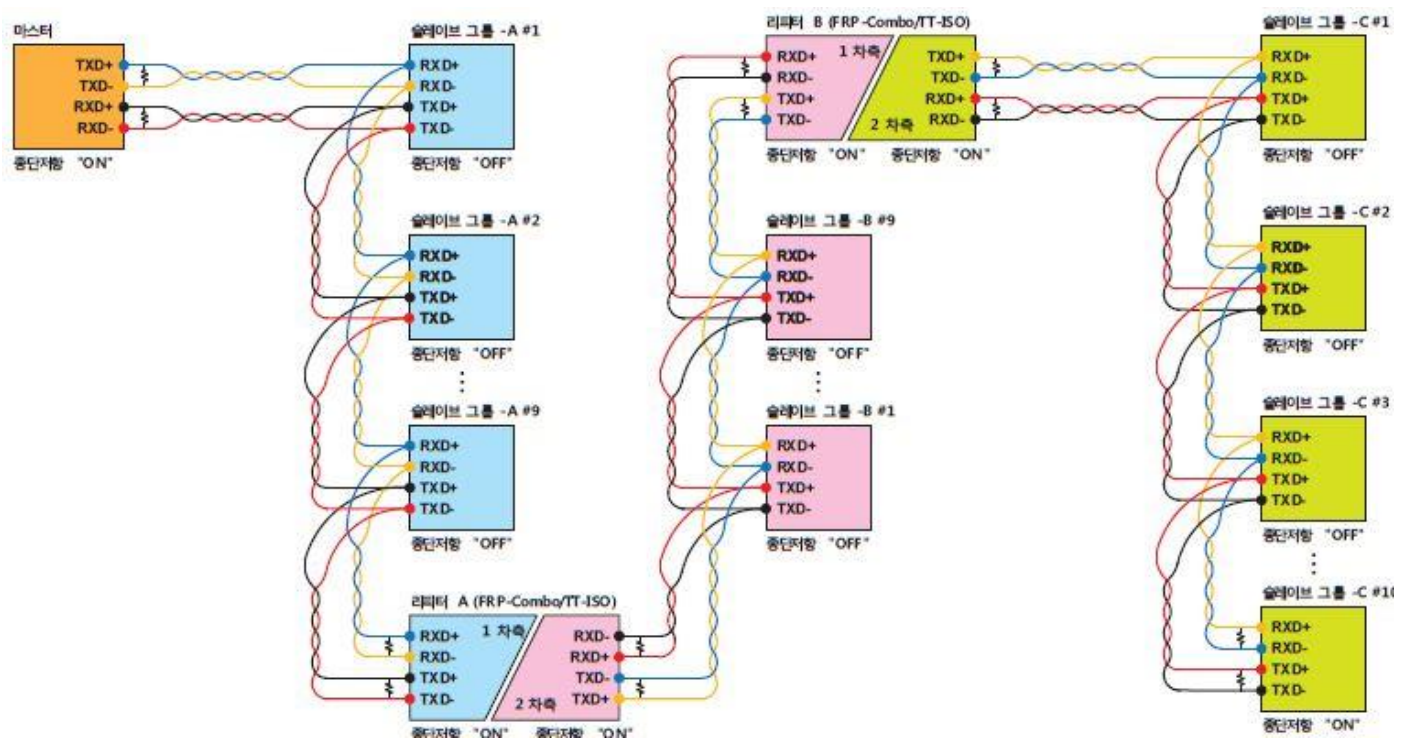 마스터
TXD+
TXD-
RXD+
RXD-
종단저항 "ON"
슬레이브 그룹 -A #1
RXD+
RXD-
TXD+
TXD-
종단저항 "OFF"
슬레이브 그룹 -A #2
RXD+
RXD-
TXD+
TXD-
종단저항 "OFF"
슬레이브 그룹 -A #9
RXD+
RXD-
TXD+
TXD-
종단저항 "OFF"
리피터 A (FRP-Combo/TT-ISO)
1 차측
RXD+
RXD-
TXD+
TXD-
2 차측
RXD-
RXD+
TXD-
TXD+
종단저항 "ON" 종단저항 "ON"
리피터 B (FRP-Combo/TT-ISO)
1 차측
RXD+
RXD-
TXD+
TXD-
2 차측
TXD+
TXD-
RXD+
RXD-
종단저항 "ON" 종단저항 "ON"
슬레이브 그룹 -B #9
RXD+
RXD-
TXD+
TXD-
종단저항 "OFF"
슬레이브 그룹 -B #1
RXD+
RXD-
TXD+
TXD-
종단저항 "OFF"
슬레이브 그룹 -C #1
RXD+
RXD-
TXD+
TXD-
종단저항 "OFF"
슬레이브 그룹 -C #2
RXD+
RXD-
TXD+
TXD-
종단저항 "OFF"
슬레이브 그룹 -C #3
RXD+
RXD-
TXD+
TXD-
종단저항 "OFF"
슬레이브 그룹 -C #10
RXD+
RXD-
TXD+
TXD-
종단저항 "ON"